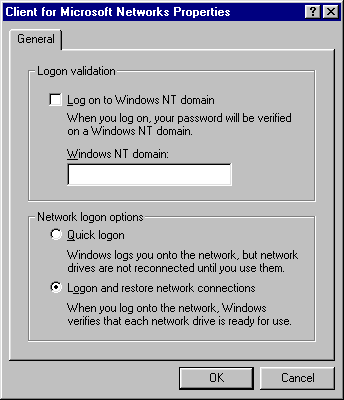 Client for Microsoft Networks Properties
General
Logon validation
Log on to Windows NT domain
When you log on, your password will be verified
on a Windows NT domain.
Windows NT domain:
Network logon options
Quick logon
Windows logs you onto the network, but network
drives are not reconnected until you use them.
Logon and restore network connections
When you log onto the network, Windows
verifies that each network drive is ready for use.
OK
Cancel